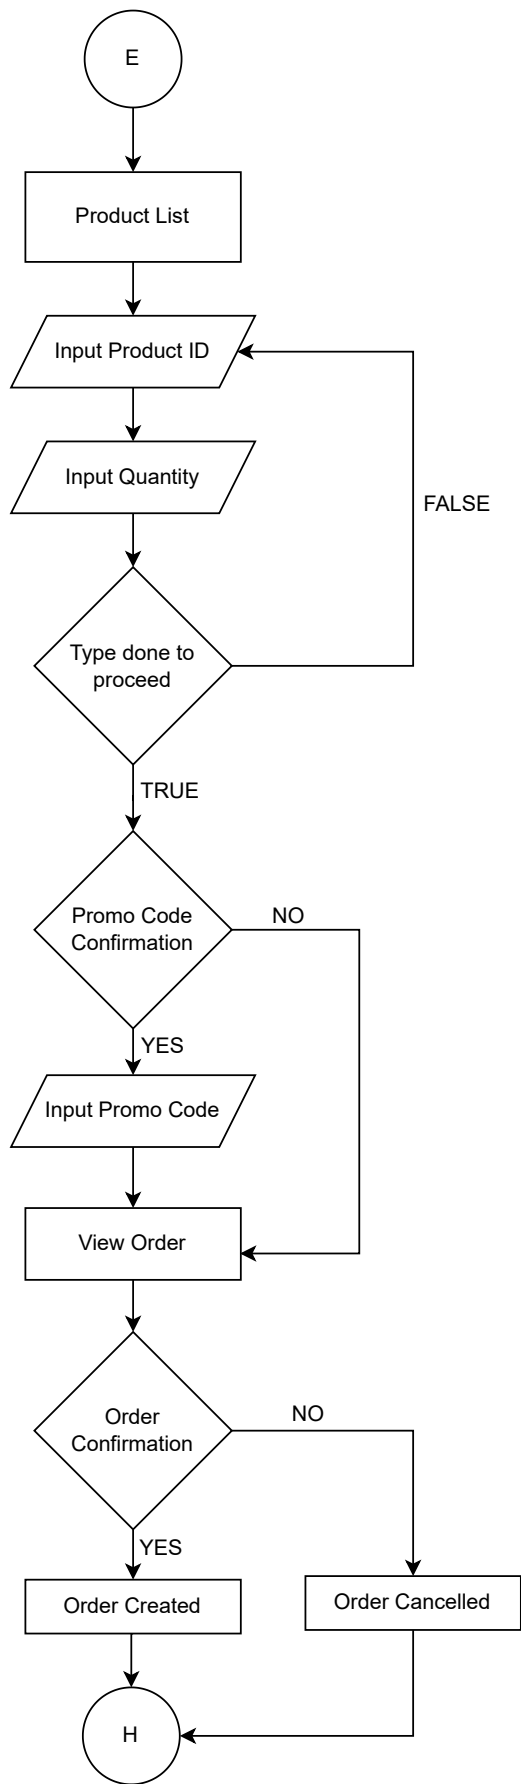 E
Product List
Input Product ID
Input Quantity
FALSE
Type done to
proceed
TRUE
Promo Code
Confirmation
NO
YES
Input Promo Code
View Order
Order
Confirmation
NO
YES
Order Created
Order Cancelled
H